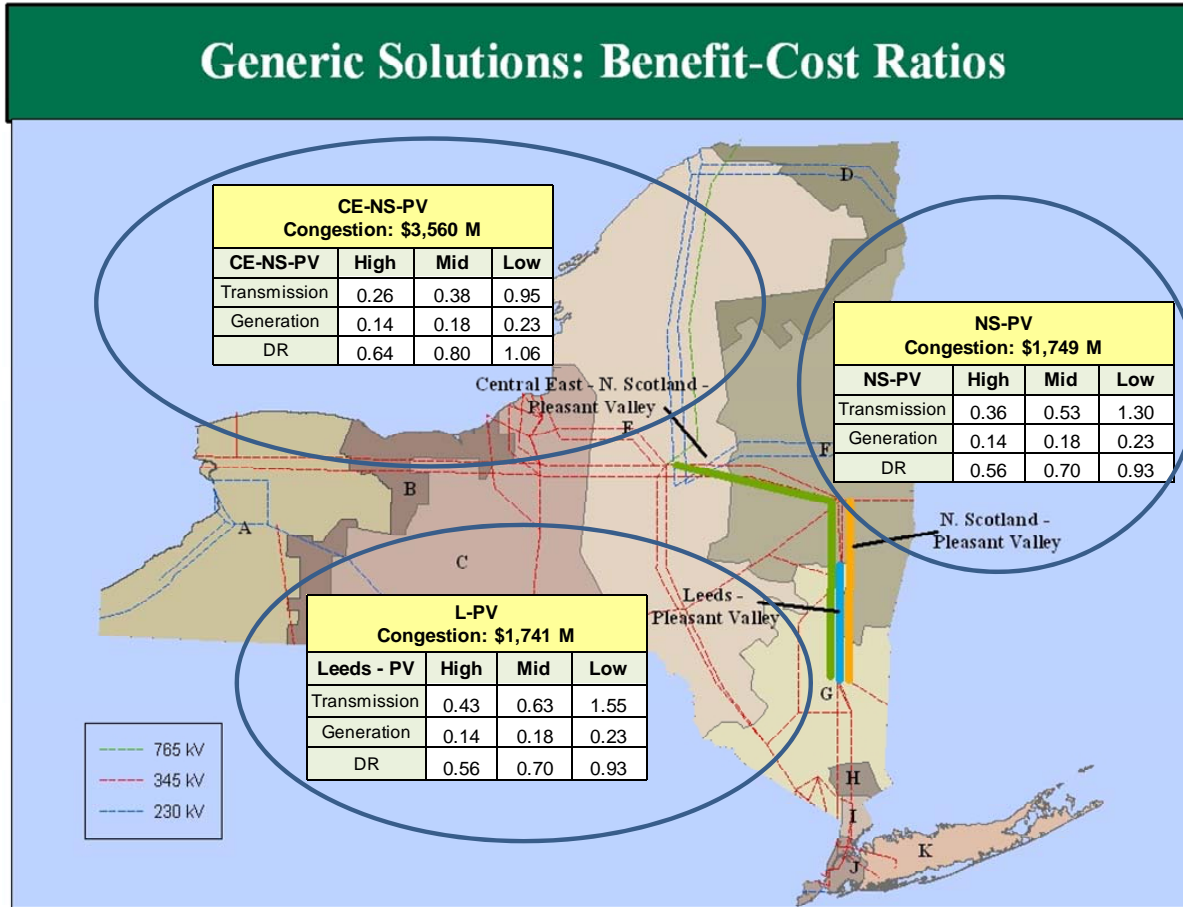 Generic Solutions: Benefit-Cost Ratios
CE-NS-PV
Congestion: $3,560 M
CE-NS-PV High Mid Low
Transmission 0.26 0.38 0.95
Generation 0.14 0.18 0.23
DR 0.64 0.80 1.06
NS-PV
Congestion: $1,749 M
NS-PV High Mid Low
Transmission 0.36 0.53 1.30
Generation 0.14 0.18 0.23
DR 0.56 0.70 0.93
L-PV
Congestion: $1,741 M
Leeds - PV High Mid Low
Transmission 0.43 0.63 1.55
Generation 0.14 0.18 0.23
DR 0.56 0.70 0.93
Central East - N. Scotland -
Pleasant Valley
N. Scotland -
Pleasant Valley
Leeds -
Pleasant Valley
A
B
C
D
E
F
G
H
I
J
K
765 kV
345 kV
230 kV